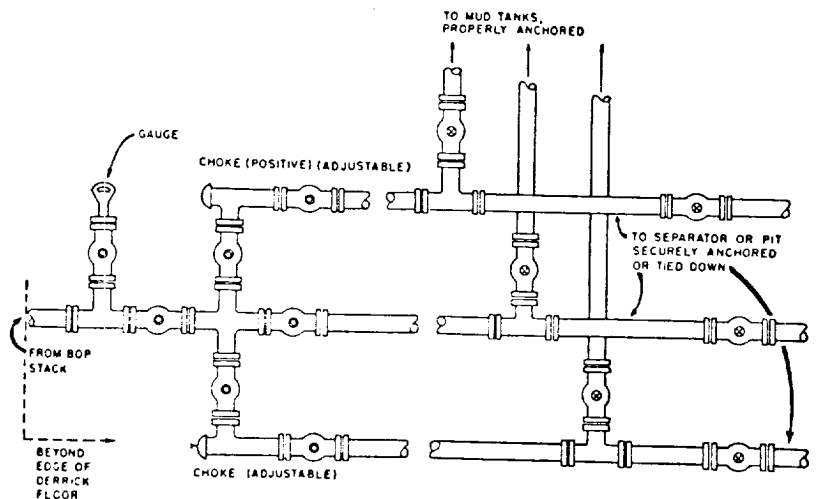 TO MUD TANKS,
PROPERLY ANCHORED
GAUGE
CHOKE (POSITIVE) (ADJUSTABLE)
TO SEPARATOR OR PIT
SECURELY ANCHORED
OR TIED DOWN
FROM BOP
STACK
BEYOND
EDGE OF
DERRICK
FLOOR
CHOKE (ADJUSTABLE)